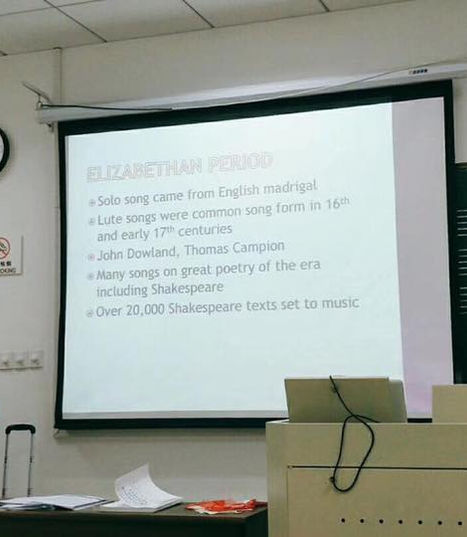 ELIZABETHAN PERIOD
Solo song came from English madrigal
Lute songs were common song form in 16th
and early 17th centuries
John Dowland, Thomas Campion
Many songs on great poetry of the era
including Shakespeare
Over 20,000 Shakespeare texts set to music